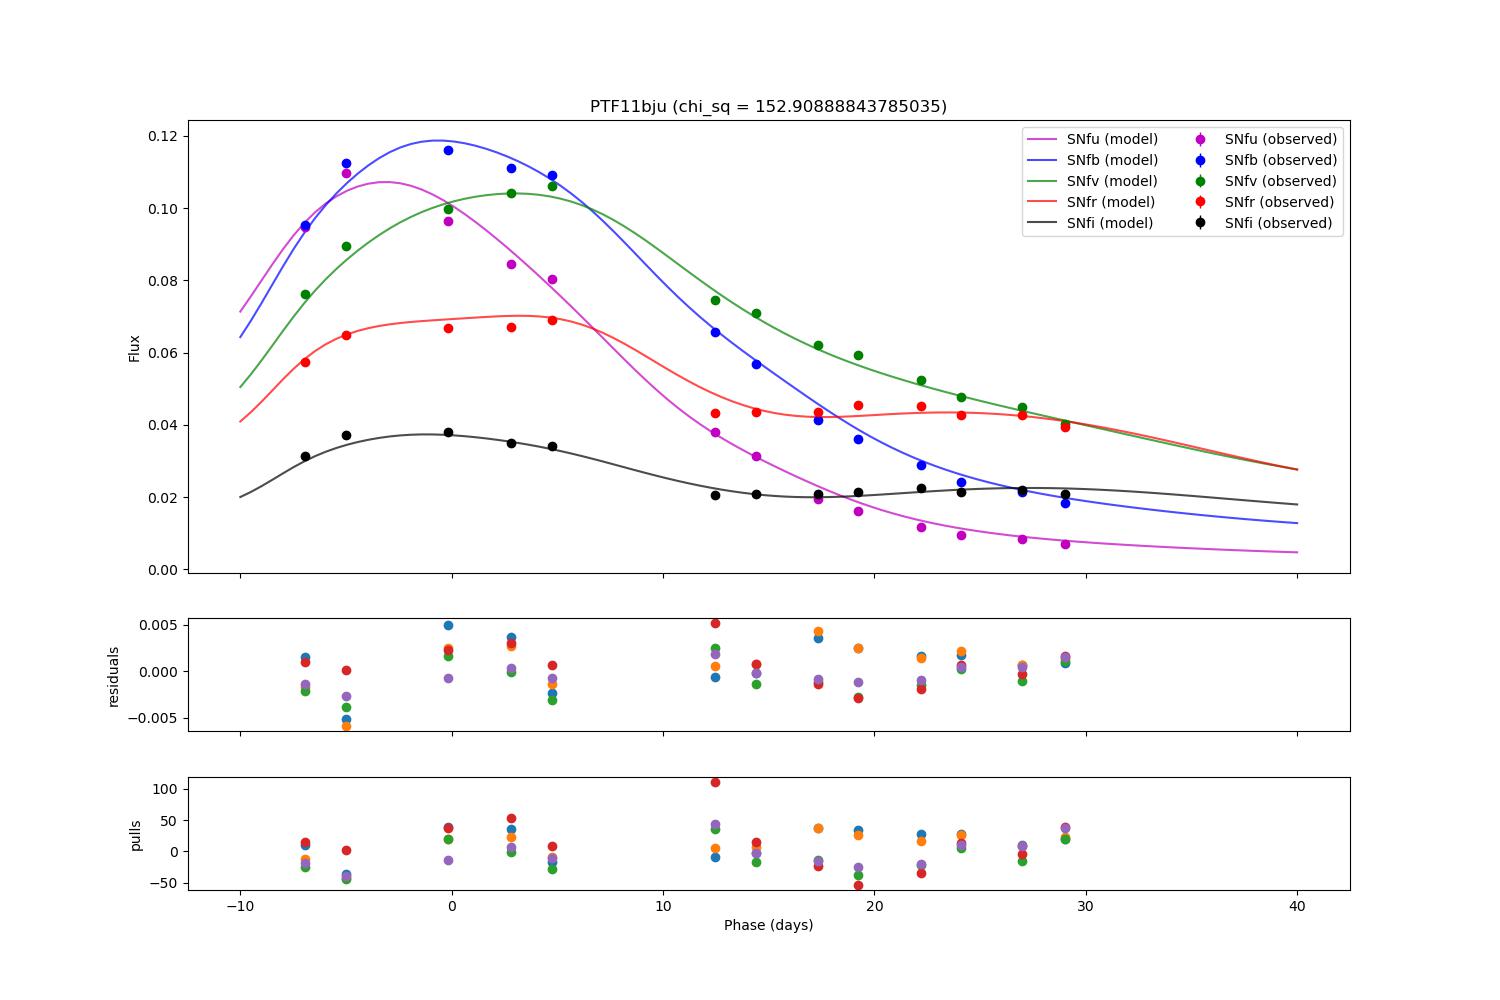 PTF11bju (chi_sq = 152.90888843785035)
0.12
0.10
0.08
0.06
0.04
0.02
0.00
Flux
SNfu (model)
SNfb (model)
SNfv (model)
SNfr (model)
SNfi (model)
SNfu (observed)
SNfb (observed)
SNfv (observed)
SNfr (observed)
SNfi (observed)
0.005
0.000
−0.005
residuals
100
50
0
−50
pulls
−10 0 10 20 30 40
Phase (days)